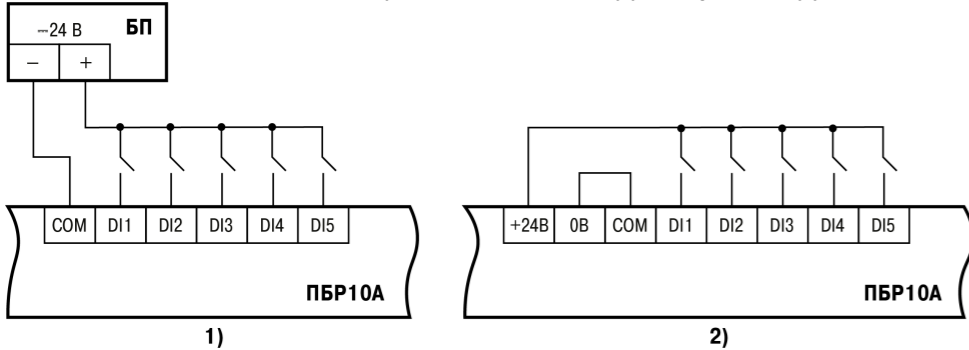 ⎓24 В БП
– +
COM DI1 DI2 DI3 DI4 DI5
ПБР10А
1)
+24В 0В COM DI1 DI2 DI3 DI4 DI5
ПБР10А
2)